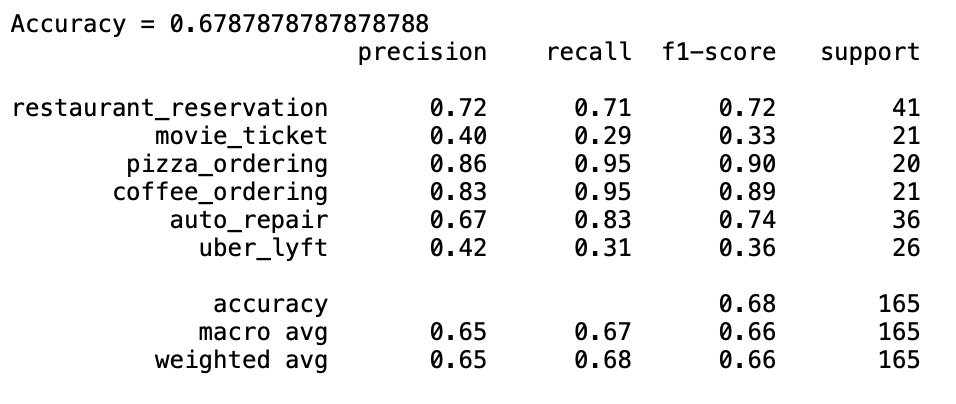 Accuracy = 0.6787878787878788
precision recall f1-score support
restaurant_reservation 0.72 0.71 0.72 41
movie_ticket 0.40 0.29 0.33 21
pizza_ordering 0.86 0.95 0.90 20
coffee_ordering 0.83 0.95 0.89 21
auto_repair 0.67 0.83 0.74 36
uber_lyft 0.42 0.31 0.36 26
accuracy 0.68 165
macro avg 0.65 0.67 0.66 165
weighted avg 0.65 0.68 0.66 165